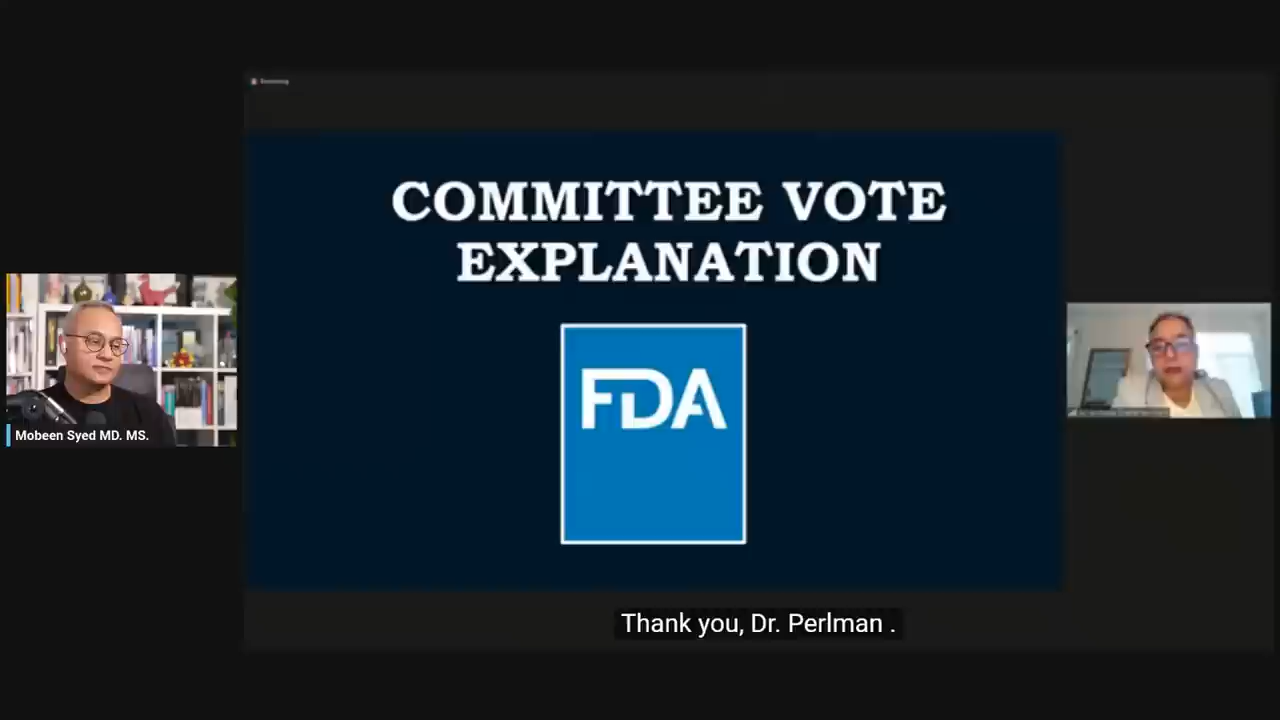 COMMITTEE VOTE
EXPLANATION
FDA
Mobeen Syed MD. MS.
Thank you, Dr. Perlman .